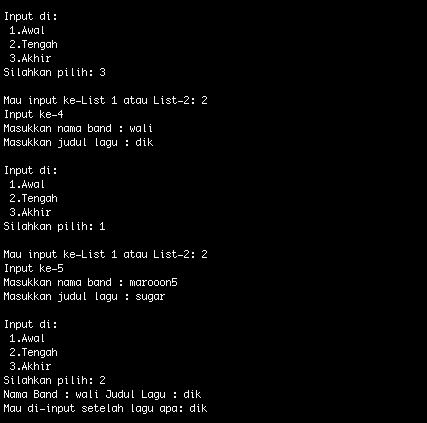 Input di:
1.Awal
2.Tengah
3.Akhir
Silahkan pilih: 3
Mau input ke-List 1 atau List-2: 2
Input ke-4
Masukkan nama band : wali
Masukkan judul lagu : dik
Input di:
1.Awal
2.Tengah
3.Akhir
Silahkan pilih: 1
Mau input ke-List 1 atau List-2: 2
Input ke-5
Masukkan nama band : marooon5
Masukkan judul lagu : sugar
Input di:
1.Awal
2.Tengah
3.Akhir
Silahkan pilih: 2
Nama Band : wali Judul Lagu : dik
Mau di-input setelah lagu apa: dik